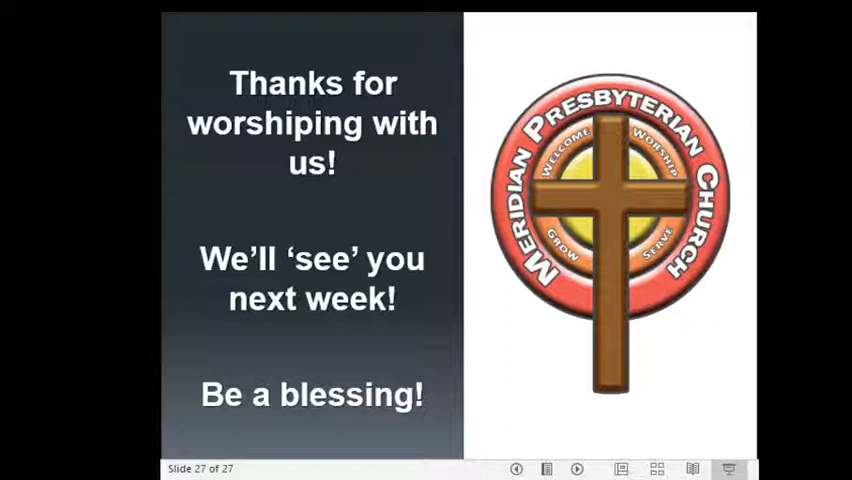 Thanks for
worshiping with
us!
We'll 'see' you
next week!
Be a blessing!
MERIDIAN PRESBYTERIAN CHURCH
WELCOME
WORSHIP
GROW
SERVE
Slide 27 of 27